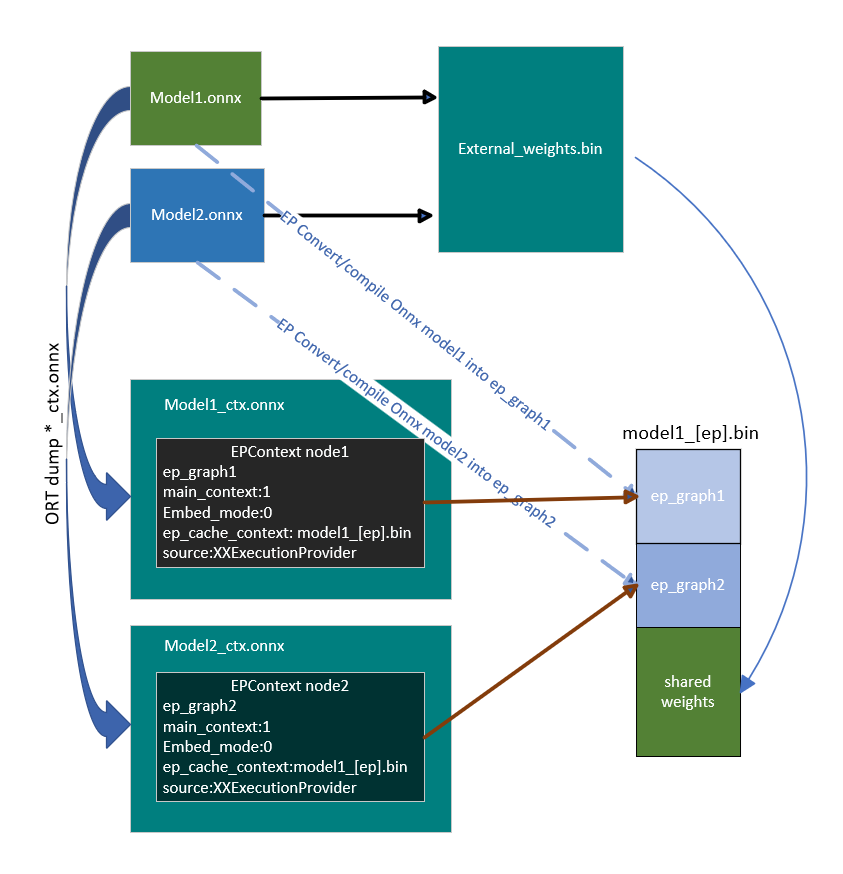 Model1.onnx
External_weights.bin
Model2.onnx
EP Convert/compile Onnx model1 into ep_graph1
EP Convert/compile Onnx model2 into ep_graph2
ORT dump *_ctx.onnx
Model1_ctx.onnx
EPContext node1
ep_graph1
main_context:1
Embed_mode:0
ep_cache_context: model1_[ep].bin
source:XXExecutionProvider
model1_[ep].bin
ep_graph1
ep_graph2
shared
weights
Model2_ctx.onnx
EPContext node2
ep_graph2
main_context:1
Embed_mode:0
ep_cache_context:model1_[ep].bin
source:XXExecutionProvider